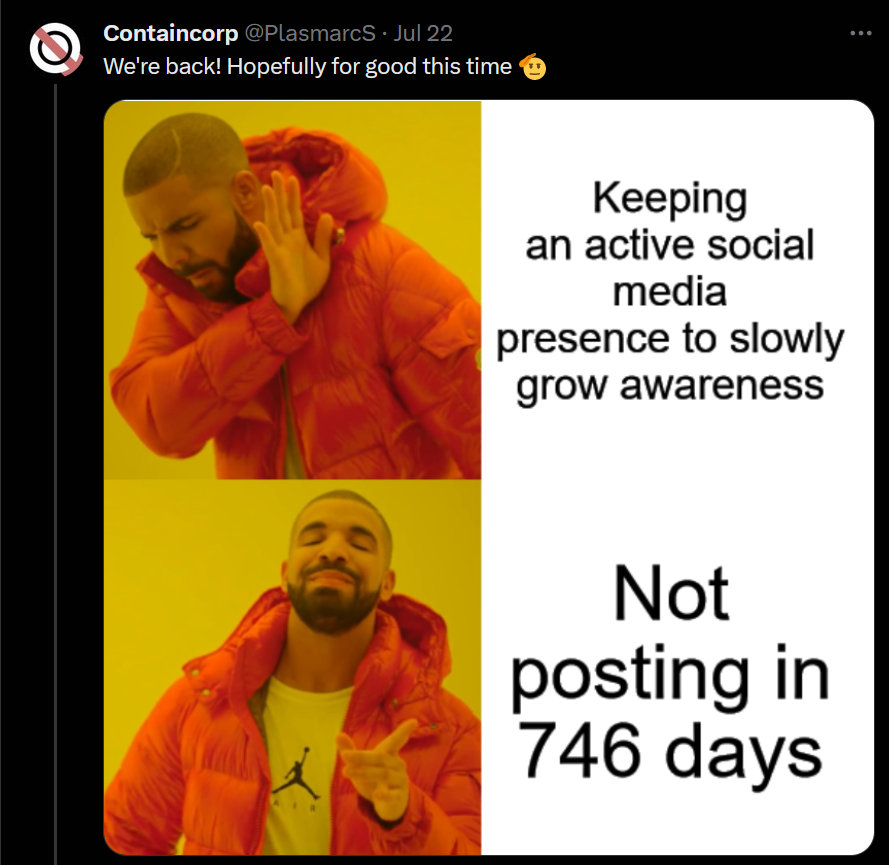 Containcorp @PlasmarcS · Jul 22
We're back! Hopefully for good this time 🫡
Keeping
an active social
media
presence to slowly
grow awareness
Not
posting in
746 days